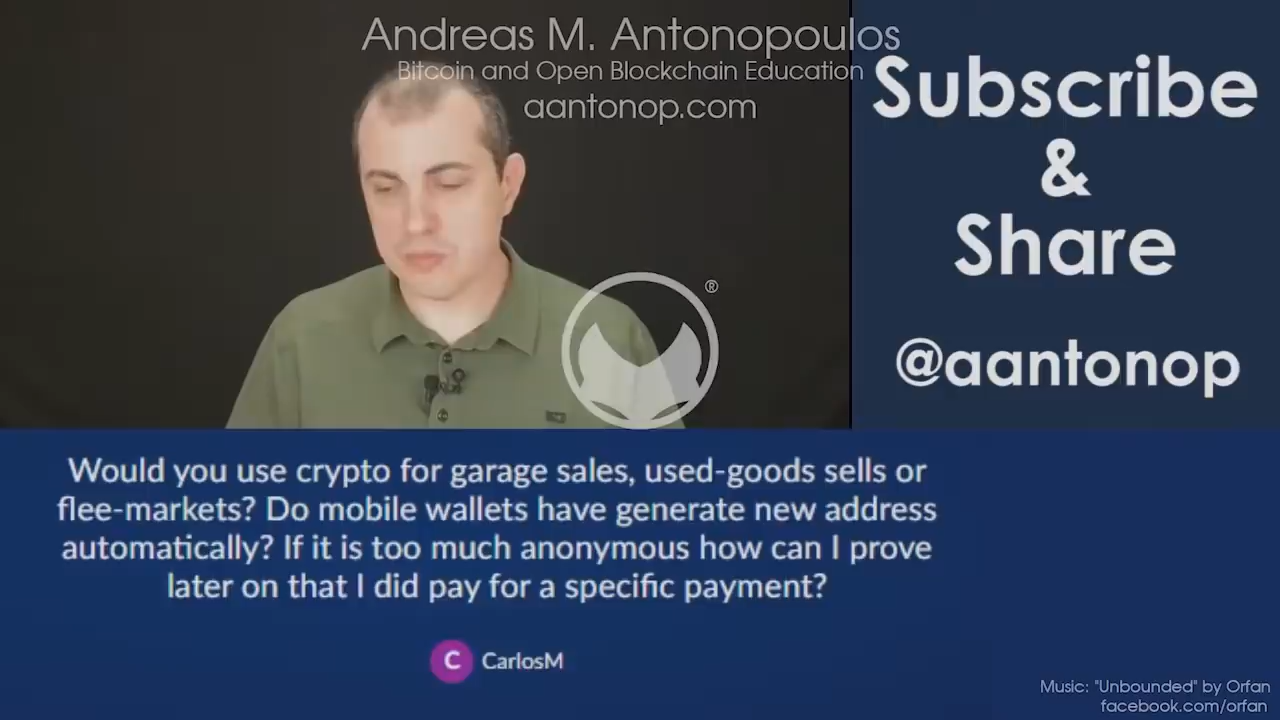 Andreas M. Antonopoulos
Bitcoin and Open Blockchain Education
aantonop.com
Subscribe
&
Share
@aantonop
®
Would you use crypto for garage sales, used-goods sells or
flee-markets? Do mobile wallets have generate new address
automatically? If it is too much anonymous how can I prove
later on that I did pay for a specific payment?
C CarlosM
Music: "Unbounded" by Orfan
facebook.com/orfan